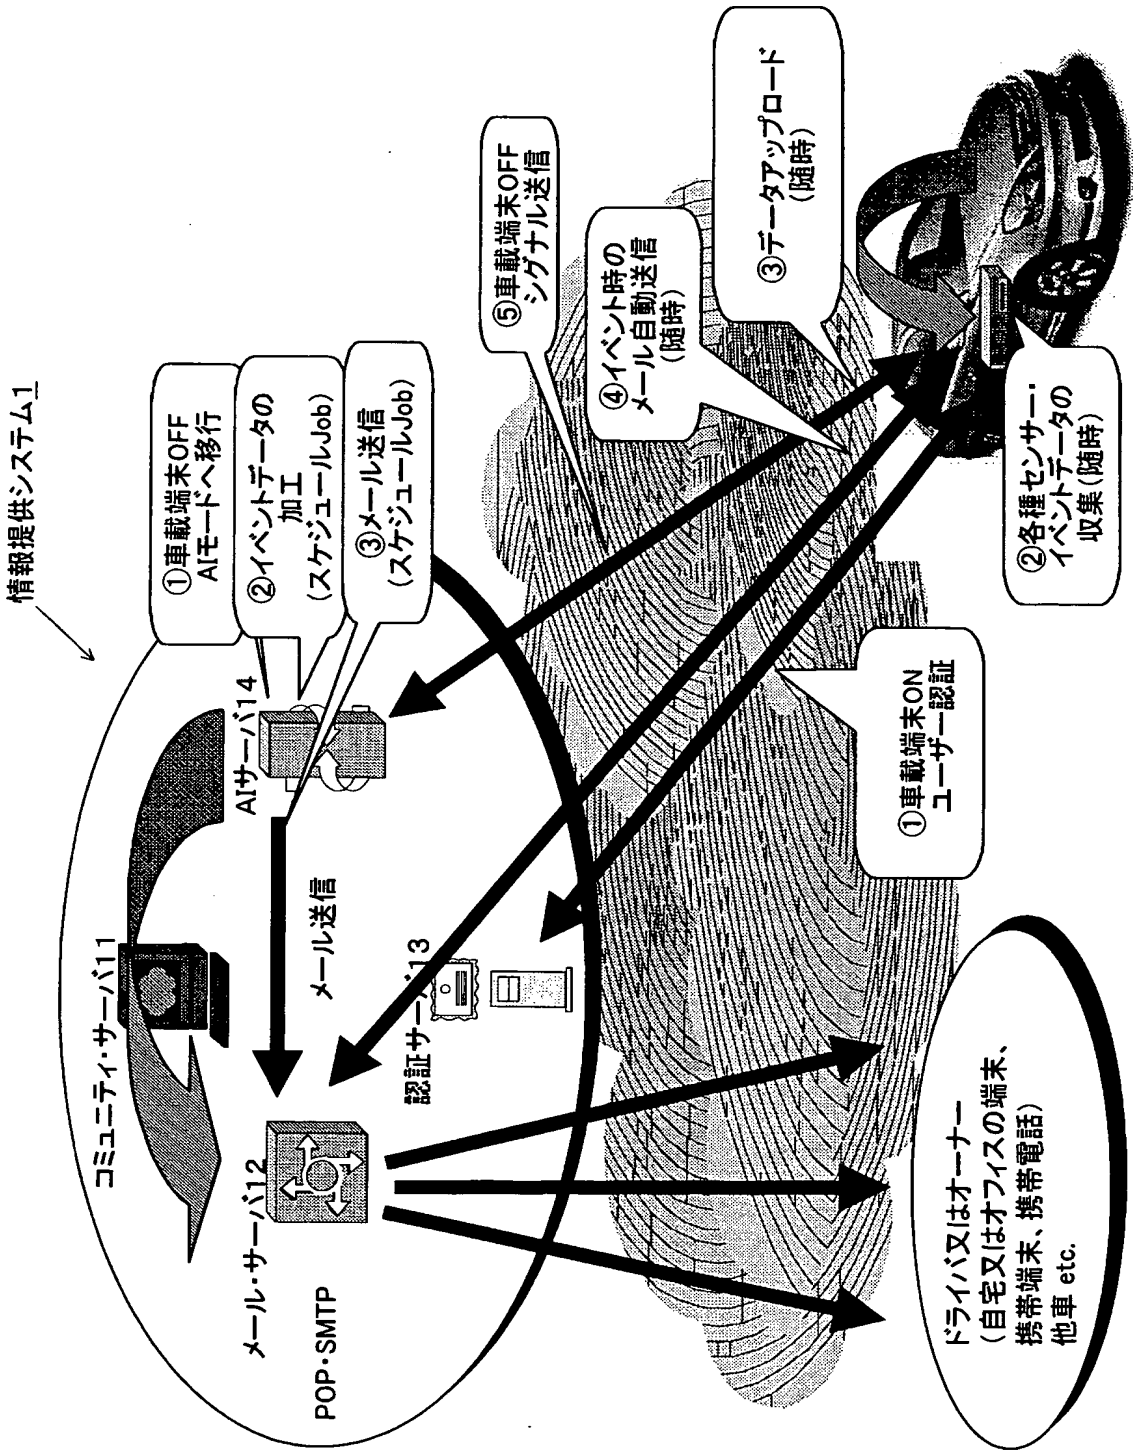 情報提供システム1
コミュニティ・サーバ11
メール・サーバ12
POP・SMTP
メール送信
認証サーバ13
AIサーバ14
①車載端末OFF
AIモードへ移行
②イベントデータの
加工
(スケジュールJob)
③メール送信
(スケジュールJob)
⑤車載端末OFF
シグナル送信
④イベント時の
メール自動送信
(随時)
③データアップロード
(随時)
①車載端末ON
ユーザー認証
②各種センサー・
イベントデータの
収集(随時)
ドライバ又はオーナー
(自宅又はオフィスの端末、
携帯端末、携帯電話)
他車 etc.